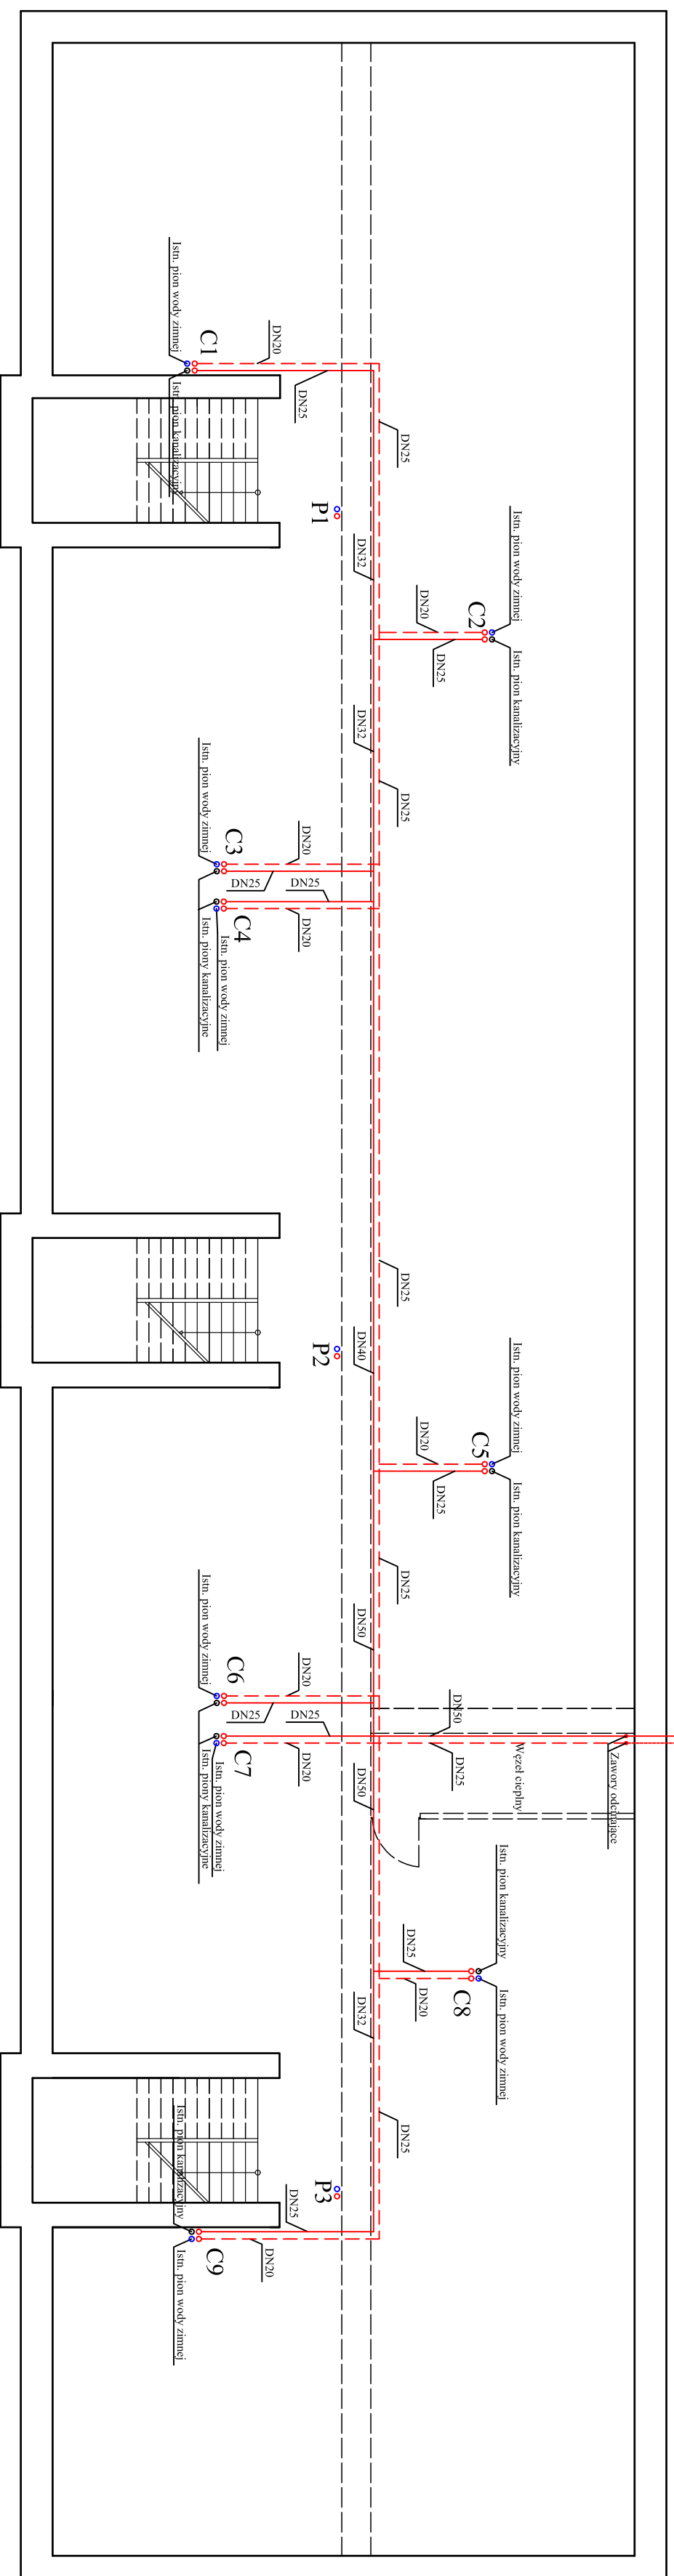 Istn. pion wody zimnej
C1
Istn. pion kanalizacyjny
DN20
DN25
DN25
P1
DN32
Istn. pion wody zimnej
C2
DN20
DN25
Istn. pion kanalizacyjny
DN32
DN25
Istn. pion wody zimnej
C3
DN20
DN25
DN25
C4
DN20
Istn. piony kanalizacyjne
Istn. pion wody zimnej
DN25
P2
DN40
Istn. pion wody zimnej
C5
DN20
DN25
Istn. pion kanalizacyjny
DN25
DN50
Istn. pion wody zimnej
C6
DN20
DN25
DN25
C7
DN20
Istn. piony kanalizacyjne
Istn. pion wody zimnej
DN50
DN25
Węzeł cieplny
Zawory odcinające
DN50
Istn. pion kanalizacyjny
DN25
C8
DN20
Istn. pion wody zimnej
DN32
DN25
Istn. pion kanalizacyjny
P3
DN25
C9
DN20
Istn. pion wody zimnej